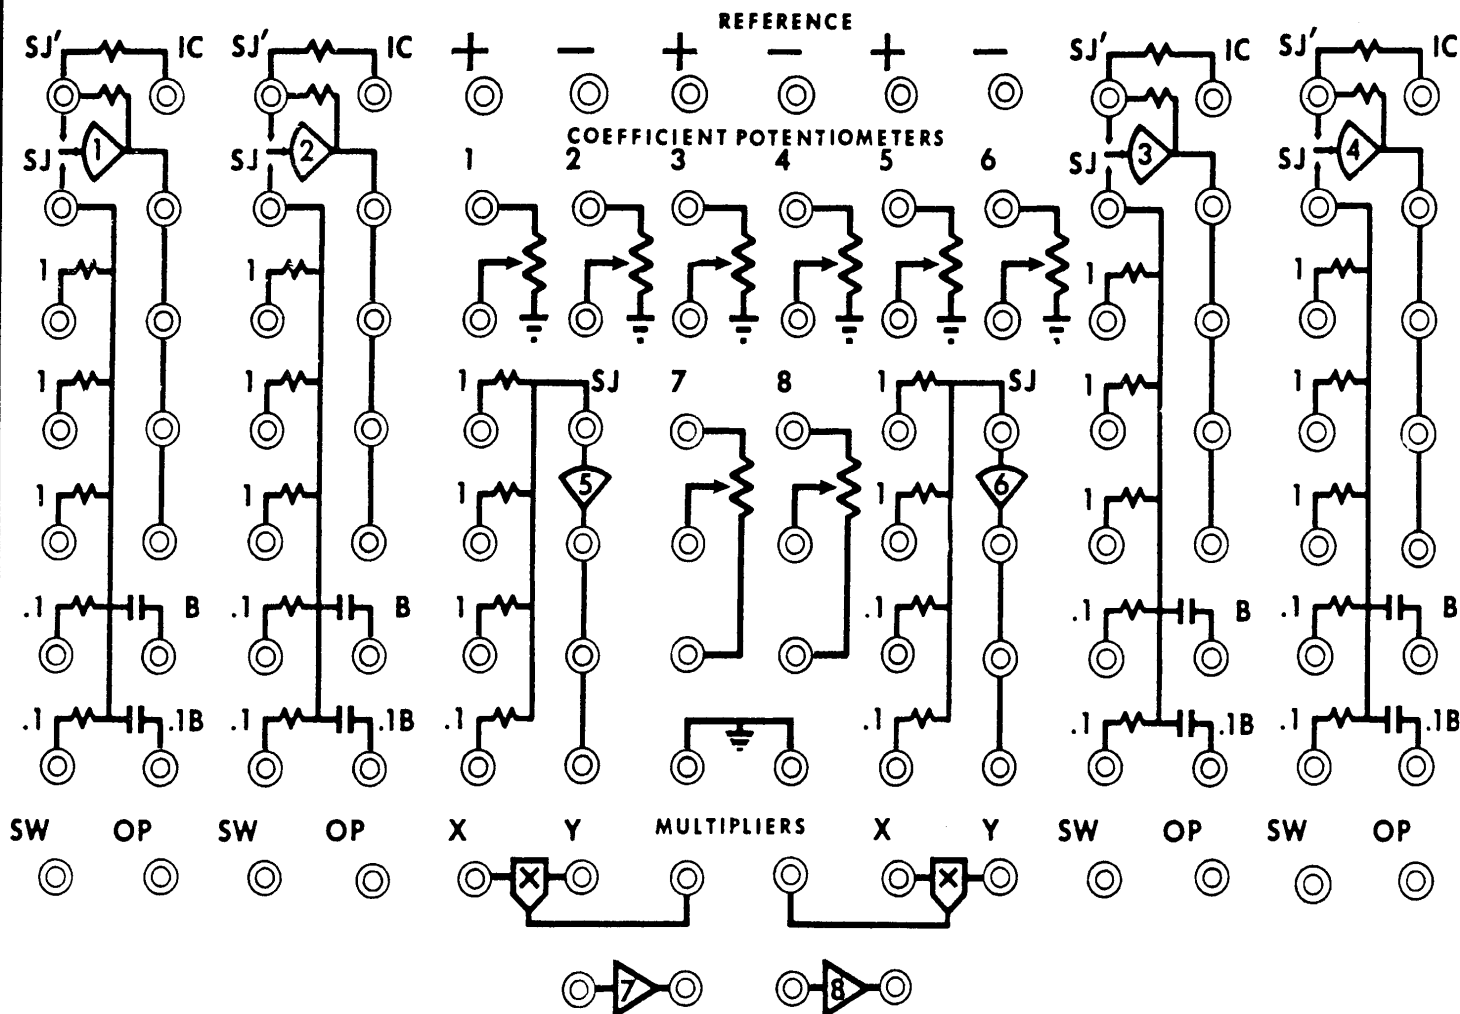 REFERENCE
SJ' IC SJ' IC + − + − + − SJ' IC SJ' IC
COEFFICIENT POTENTIOMETERS
SJ 1 SJ 2 1 2 3 4 5 6 SJ 3 SJ 4
1 1 1 1
1 1 1 SJ 7 8 1 SJ 1 1
1 1 1 5 1 6 1 1
.1 B .1 B 1 .1 .1 B .1 B
.1 .1B .1 .1B .1 .1 .1 .1B .1 .1B
SW OP SW OP X Y MULTIPLIERS X Y SW OP SW OP
X X
7 8